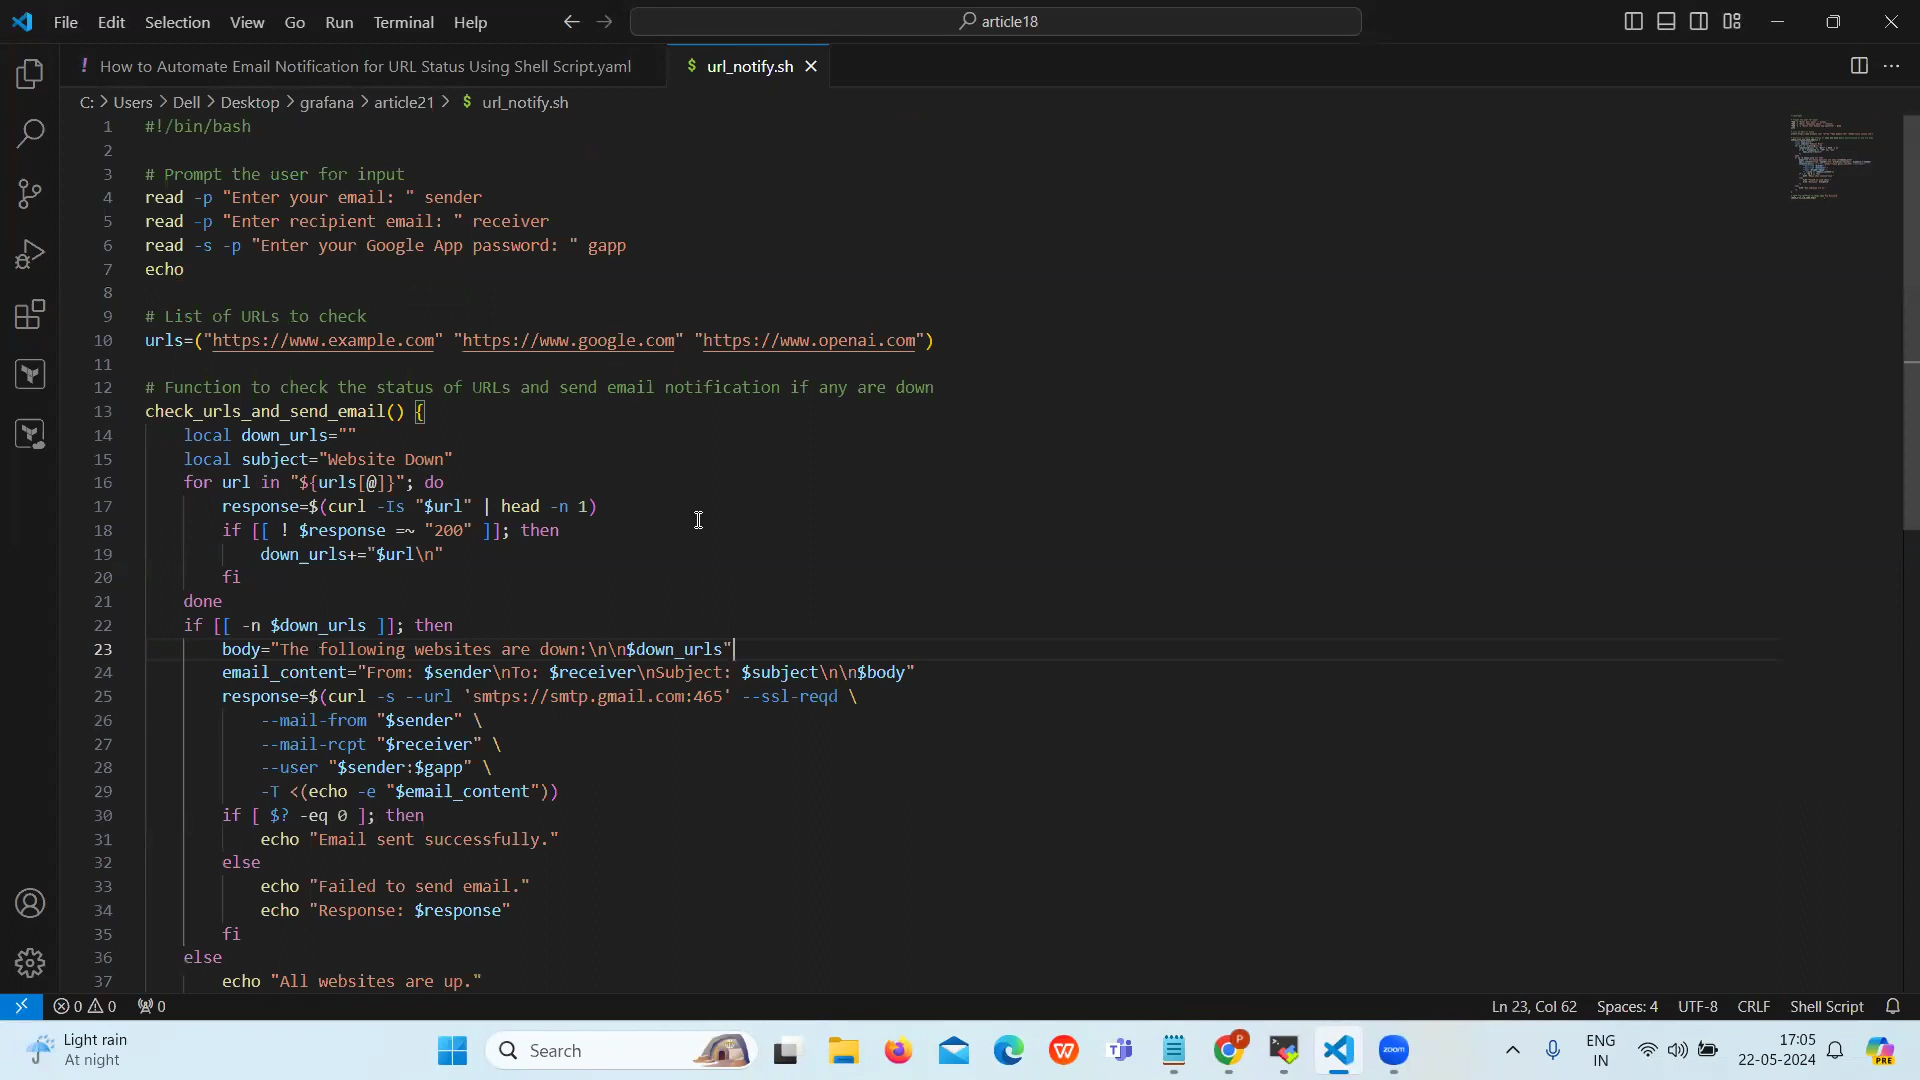 File Edit Selection View Go Run Terminal Help
article18
! How to Automate Email Notification for URL Status Using Shell Script.yaml
$ url_notify.sh
C: > Users > Dell > Desktop > grafana > article21 > $ url_notify.sh
1 #!/bin/bash
2
3 # Prompt the user for input
4 read -p "Enter your email: " sender
5 read -p "Enter recipient email: " receiver
6 read -s -p "Enter your Google App password: " gapp
7 echo
8
9 # List of URLs to check
10 urls=("https://www.example.com" "https://www.google.com" "https://www.openai.com")
11
12 # Function to check the status of URLs and send email notification if any are down
13 check_urls_and_send_email() {
14     local down_urls=""
15     local subject="Website Down"
16     for url in "${urls[@]}"; do
17         response=$(curl -Is "$url" | head -n 1)
18         if [[ ! $response =~ "200" ]]; then
19             down_urls+="$url\n"
20         fi
21     done
22     if [[ -n $down_urls ]]; then
23         body="The following websites are down:\n\n$down_urls"
24         email_content="From: $sender\nTo: $receiver\nSubject: $subject\n\n$body"
25         response=$(curl -s --url 'smtps://smtp.gmail.com:465' --ssl-reqd \
26             --mail-from "$sender" \
27             --mail-rcpt "$receiver" \
28             --user "$sender:$gapp" \
29             -T <(echo -e "$email_content"))
30         if [ $? -eq 0 ]; then
31             echo "Email sent successfully."
32         else
33             echo "Failed to send email."
34             echo "Response: $response"
35         fi
36     else
37         echo "All websites are up."
0 0 0
Ln 23, Col 62 Spaces: 4 UTF-8 CRLF Shell Script
Light rain
At night
Search
zoom
P
ENG
IN
17:05
22-05-2024
PRE